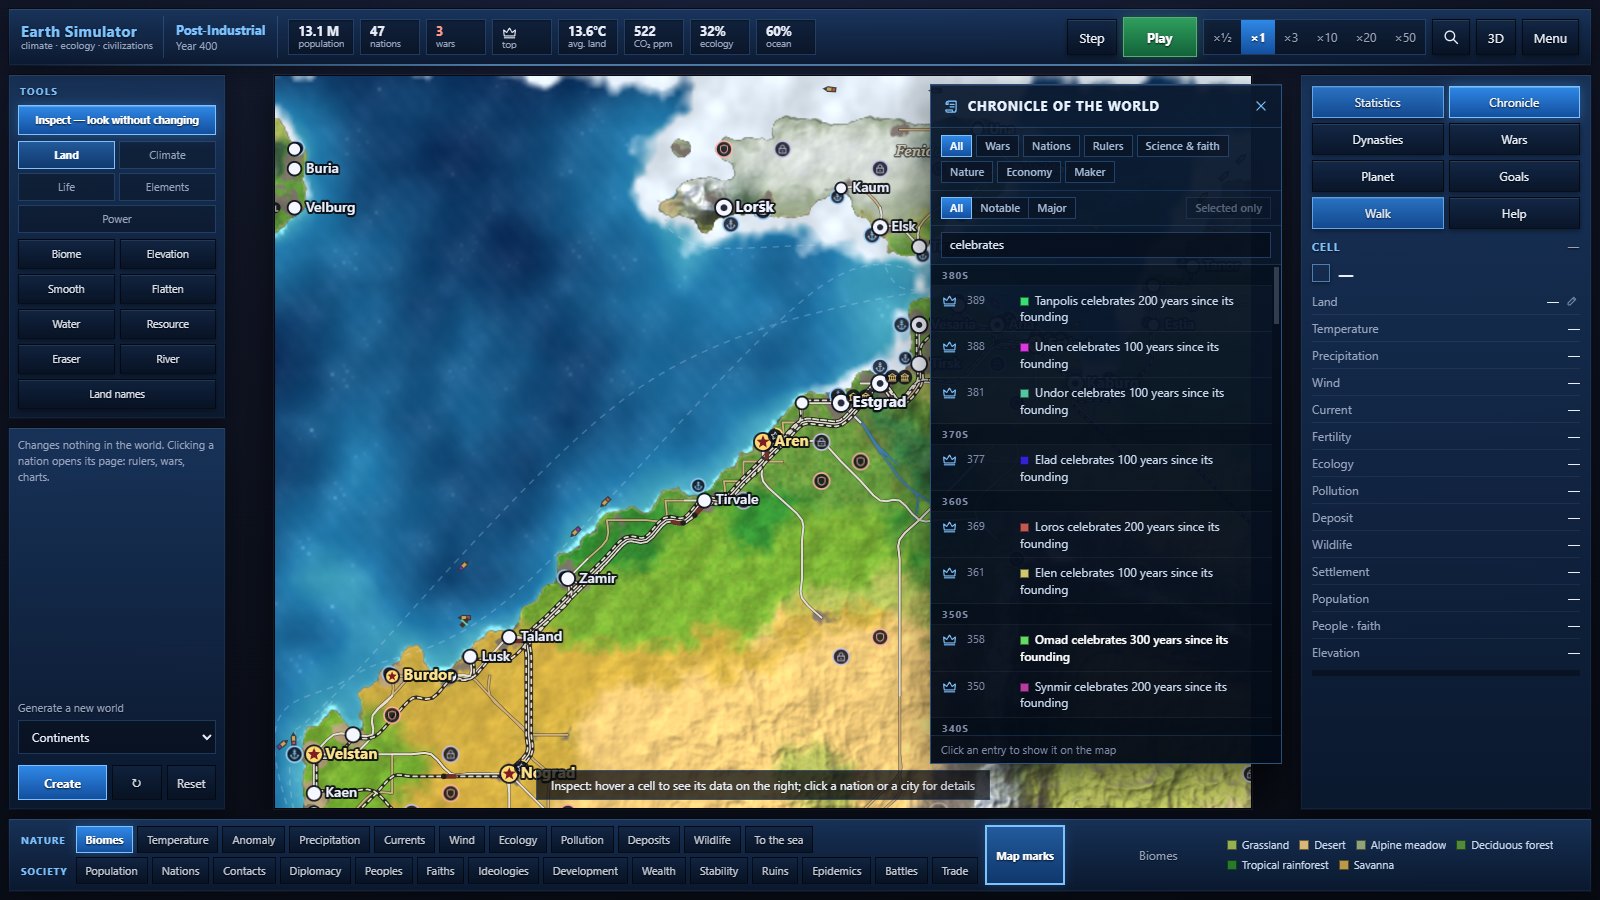 Earth Simulator
climate · ecology · civilizations
Post-Industrial
Year 400
13.1 M
population
47
nations
3
wars
top
13.6°C
avg. land
522
CO₂ ppm
32%
ecology
60%
ocean
Step
Play
×½
×1
×3
×10
×20
×50
3D
Menu
TOOLS
Inspect — look without changing
Land
Climate
Life
Elements
Power
Biome
Elevation
Smooth
Flatten
Water
Resource
Eraser
River
Land names
Changes nothing in the world. Clicking a
nation opens its page: rulers, wars,
charts.
Generate a new world
Continents
Create
↻
Reset
Buria
Velburg
Lorsk
Kaum
Elsk
Estgrad
Aren
Tirvale
Zamir
Taland
Lusk
Burdor
Velstan
Nograd
Kaen
Inspect: hover a cell to see its data on the right; click a nation or a city for details
CHRONICLE OF THE WORLD
All
Wars
Nations
Rulers
Science & faith
Nature
Economy
Maker
All
Notable
Major
Selected only
celebrates
380S
389
Tanpolis celebrates 200 years since its
founding
388
Unen celebrates 100 years since its
founding
381
Undor celebrates 100 years since its
founding
370S
377
Elad celebrates 100 years since its
founding
360S
369
Loros celebrates 200 years since its
founding
361
Elen celebrates 100 years since its
founding
350S
358
Omad celebrates 300 years since its
founding
350
Synmir celebrates 200 years since its
founding
340S
Click an entry to show it on the map
Statistics
Chronicle
Dynasties
Wars
Planet
Goals
Walk
Help
CELL
—
—
Land —
Temperature —
Precipitation —
Wind —
Current —
Fertility —
Ecology —
Pollution —
Deposit —
Wildlife —
Settlement —
Population —
People · faith —
Elevation —
NATURE
Biomes
Temperature
Anomaly
Precipitation
Currents
Wind
Ecology
Pollution
Deposits
Wildlife
To the sea
SOCIETY
Population
Nations
Contacts
Diplomacy
Peoples
Faiths
Ideologies
Development
Wealth
Stability
Ruins
Epidemics
Battles
Trade
Map marks
Biomes
Grassland
Desert
Alpine meadow
Deciduous forest
Tropical rainforest
Savanna